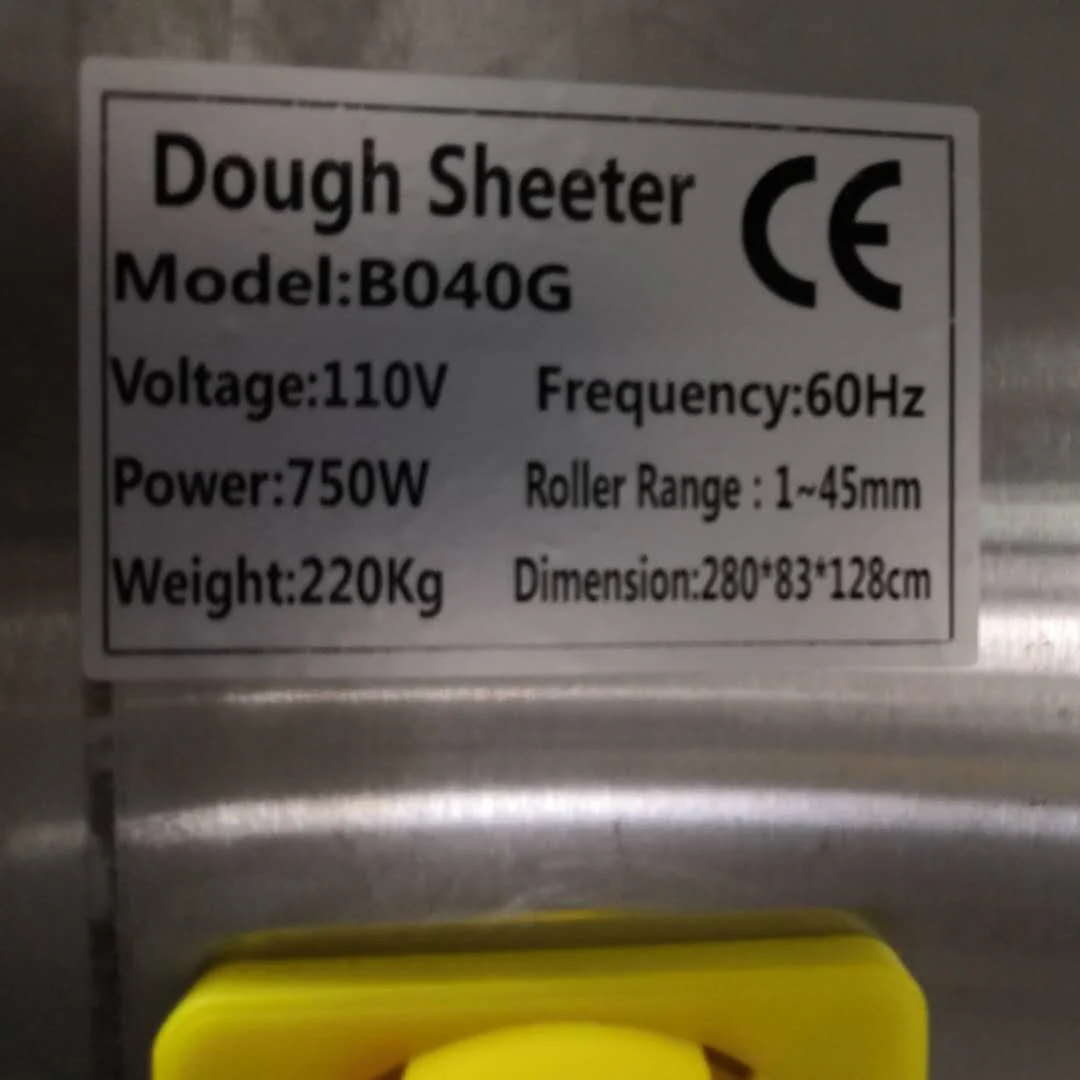 Dough Sheeter CE
Model:B040G
Voltage:110V Frequency:60Hz
Power:750W Roller Range : 1~45mm
Weight:220Kg Dimension:280*83*128cm